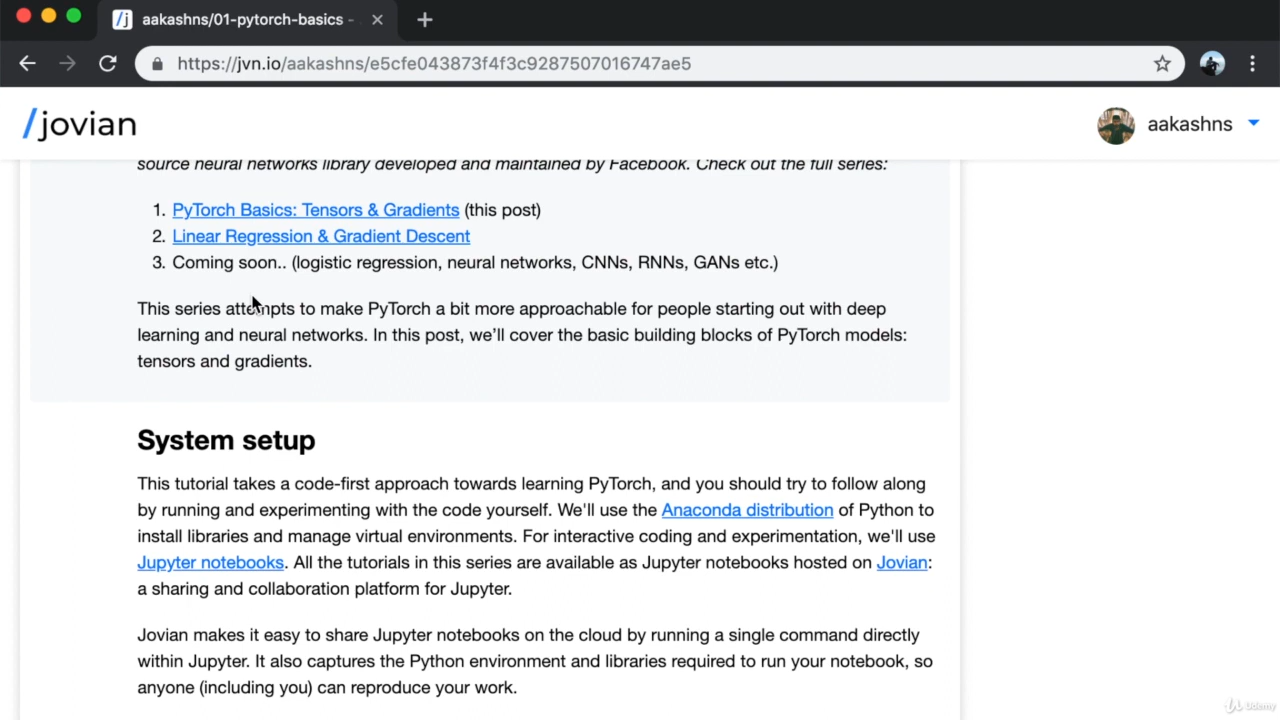 /j aakashns/01-pytorch-basics -
https://jvn.io/aakashns/e5cfe043873f4f3c9287507016747ae5
/jovian
aakashns
source neural networks library developed and maintained by Facebook. Check out the full series:
1. PyTorch Basics: Tensors & Gradients (this post)
2. Linear Regression & Gradient Descent
3. Coming soon.. (logistic regression, neural networks, CNNs, RNNs, GANs etc.)
This series attempts to make PyTorch a bit more approachable for people starting out with deep
learning and neural networks. In this post, we’ll cover the basic building blocks of PyTorch models:
tensors and gradients.
System setup
This tutorial takes a code-first approach towards learning PyTorch, and you should try to follow along
by running and experimenting with the code yourself. We'll use the Anaconda distribution of Python to
install libraries and manage virtual environments. For interactive coding and experimentation, we'll use
Jupyter notebooks. All the tutorials in this series are available as Jupyter notebooks hosted on Jovian:
a sharing and collaboration platform for Jupyter.
Jovian makes it easy to share Jupyter notebooks on the cloud by running a single command directly
within Jupyter. It also captures the Python environment and libraries required to run your notebook, so
anyone (including you) can reproduce your work.
Udemy